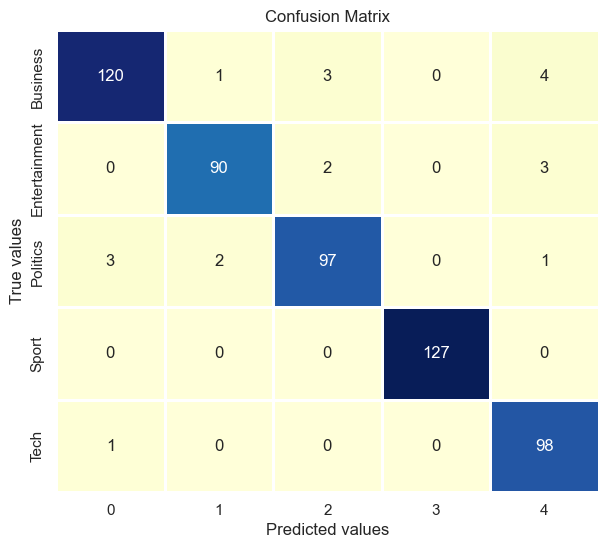 Confusion Matrix
True values
Business 120 1 3 0 4
Entertainment 0 90 2 0 3
Politics 3 2 97 0 1
Sport 0 0 0 127 0
Tech 1 0 0 0 98
0 1 2 3 4
Predicted values